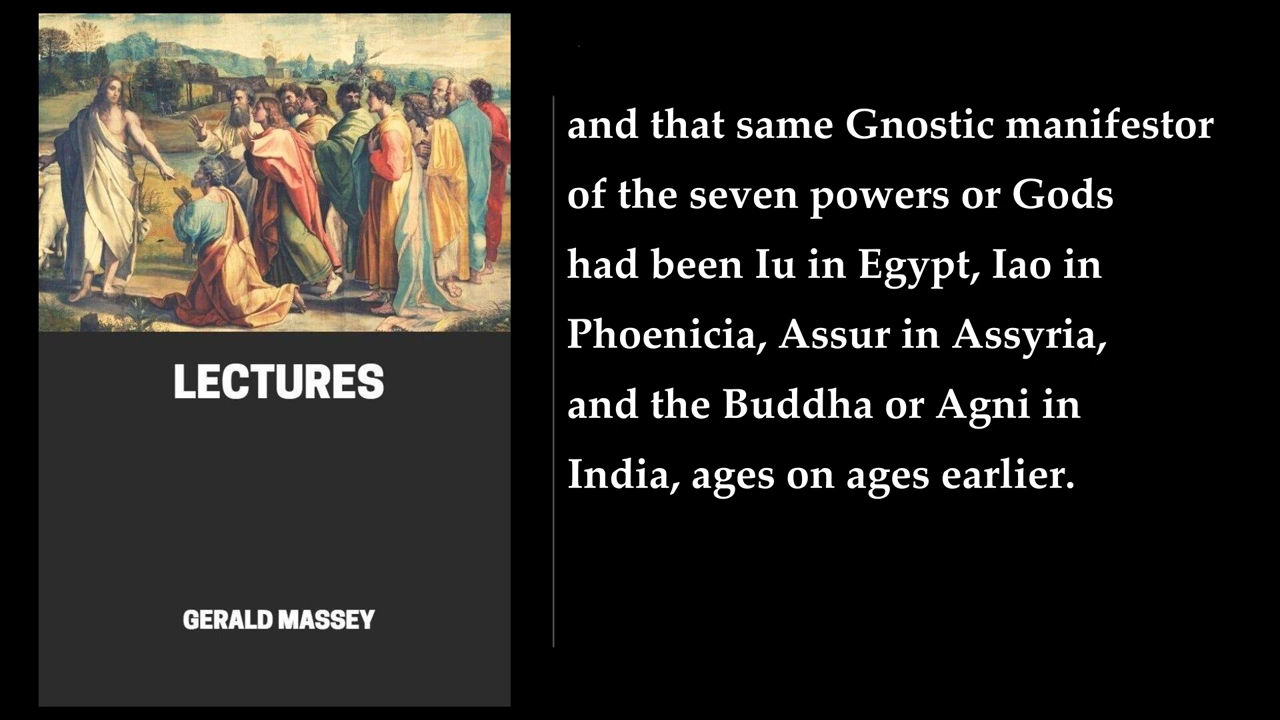 LECTURES
GERALD MASSEY
and that same Gnostic manifestor
of the seven powers or Gods
had been Iu in Egypt, Iao in
Phoenicia, Assur in Assyria,
and the Buddha or Agni in
India, ages on ages earlier.